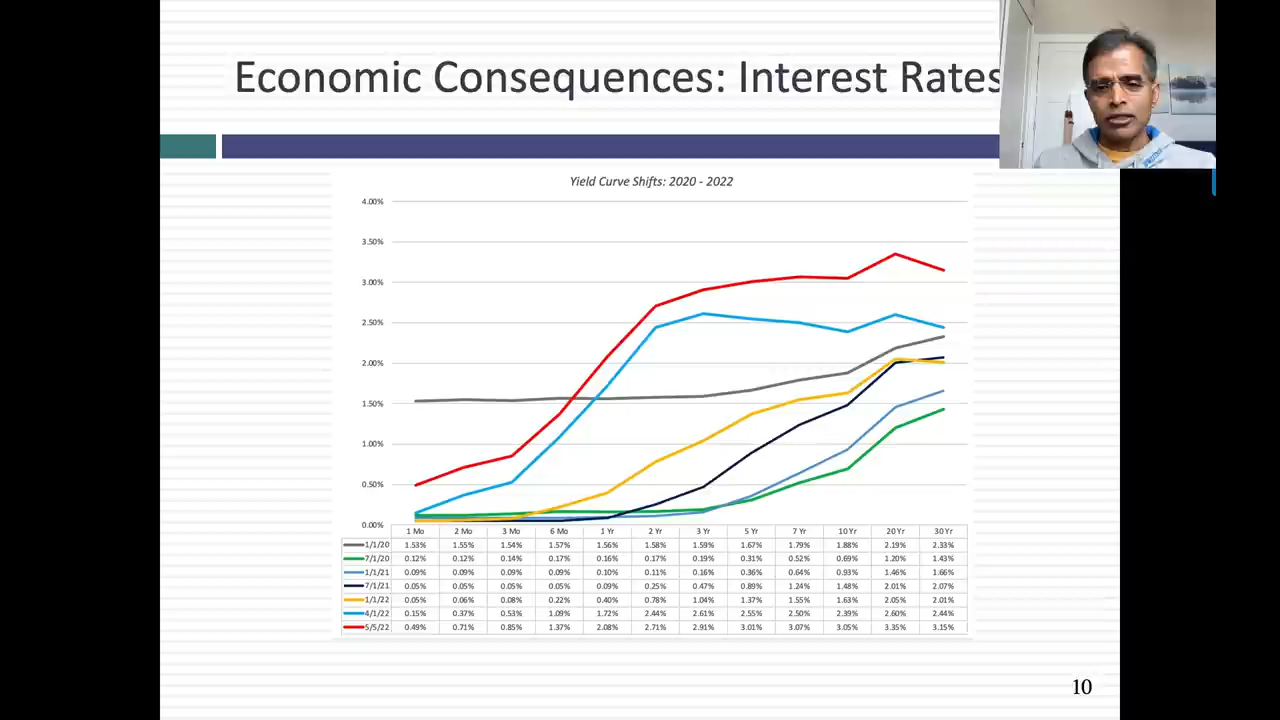 Economic Consequences: Interest Rates
Yield Curve Shifts: 2020 - 2022
4.00%
3.50%
3.00%
2.50%
2.00%
1.50%
1.00%
0.50%
0.00%
1 Mo 2 Mo 3 Mo 6 Mo 1 Yr 2 Yr 3 Yr 5 Yr 7 Yr 10 Yr 20 Yr 30 Yr
1/1/20 1.53% 1.55% 1.54% 1.57% 1.56% 1.58% 1.59% 1.67% 1.79% 1.88% 2.19% 2.33%
7/1/20 0.12% 0.12% 0.14% 0.17% 0.16% 0.17% 0.19% 0.31% 0.52% 0.69% 1.20% 1.43%
1/1/21 0.09% 0.09% 0.09% 0.09% 0.10% 0.11% 0.16% 0.36% 0.64% 0.93% 1.46% 1.66%
7/1/21 0.05% 0.05% 0.05% 0.05% 0.09% 0.25% 0.47% 0.89% 1.24% 1.48% 2.01% 2.07%
1/1/22 0.05% 0.06% 0.08% 0.22% 0.40% 0.78% 1.04% 1.37% 1.55% 1.63% 2.05% 2.01%
4/1/22 0.15% 0.37% 0.53% 1.09% 1.72% 2.44% 2.61% 2.55% 2.50% 2.39% 2.60% 2.44%
5/5/22 0.49% 0.71% 0.85% 1.37% 2.08% 2.71% 2.91% 3.01% 3.07% 3.05% 3.35% 3.15%
10